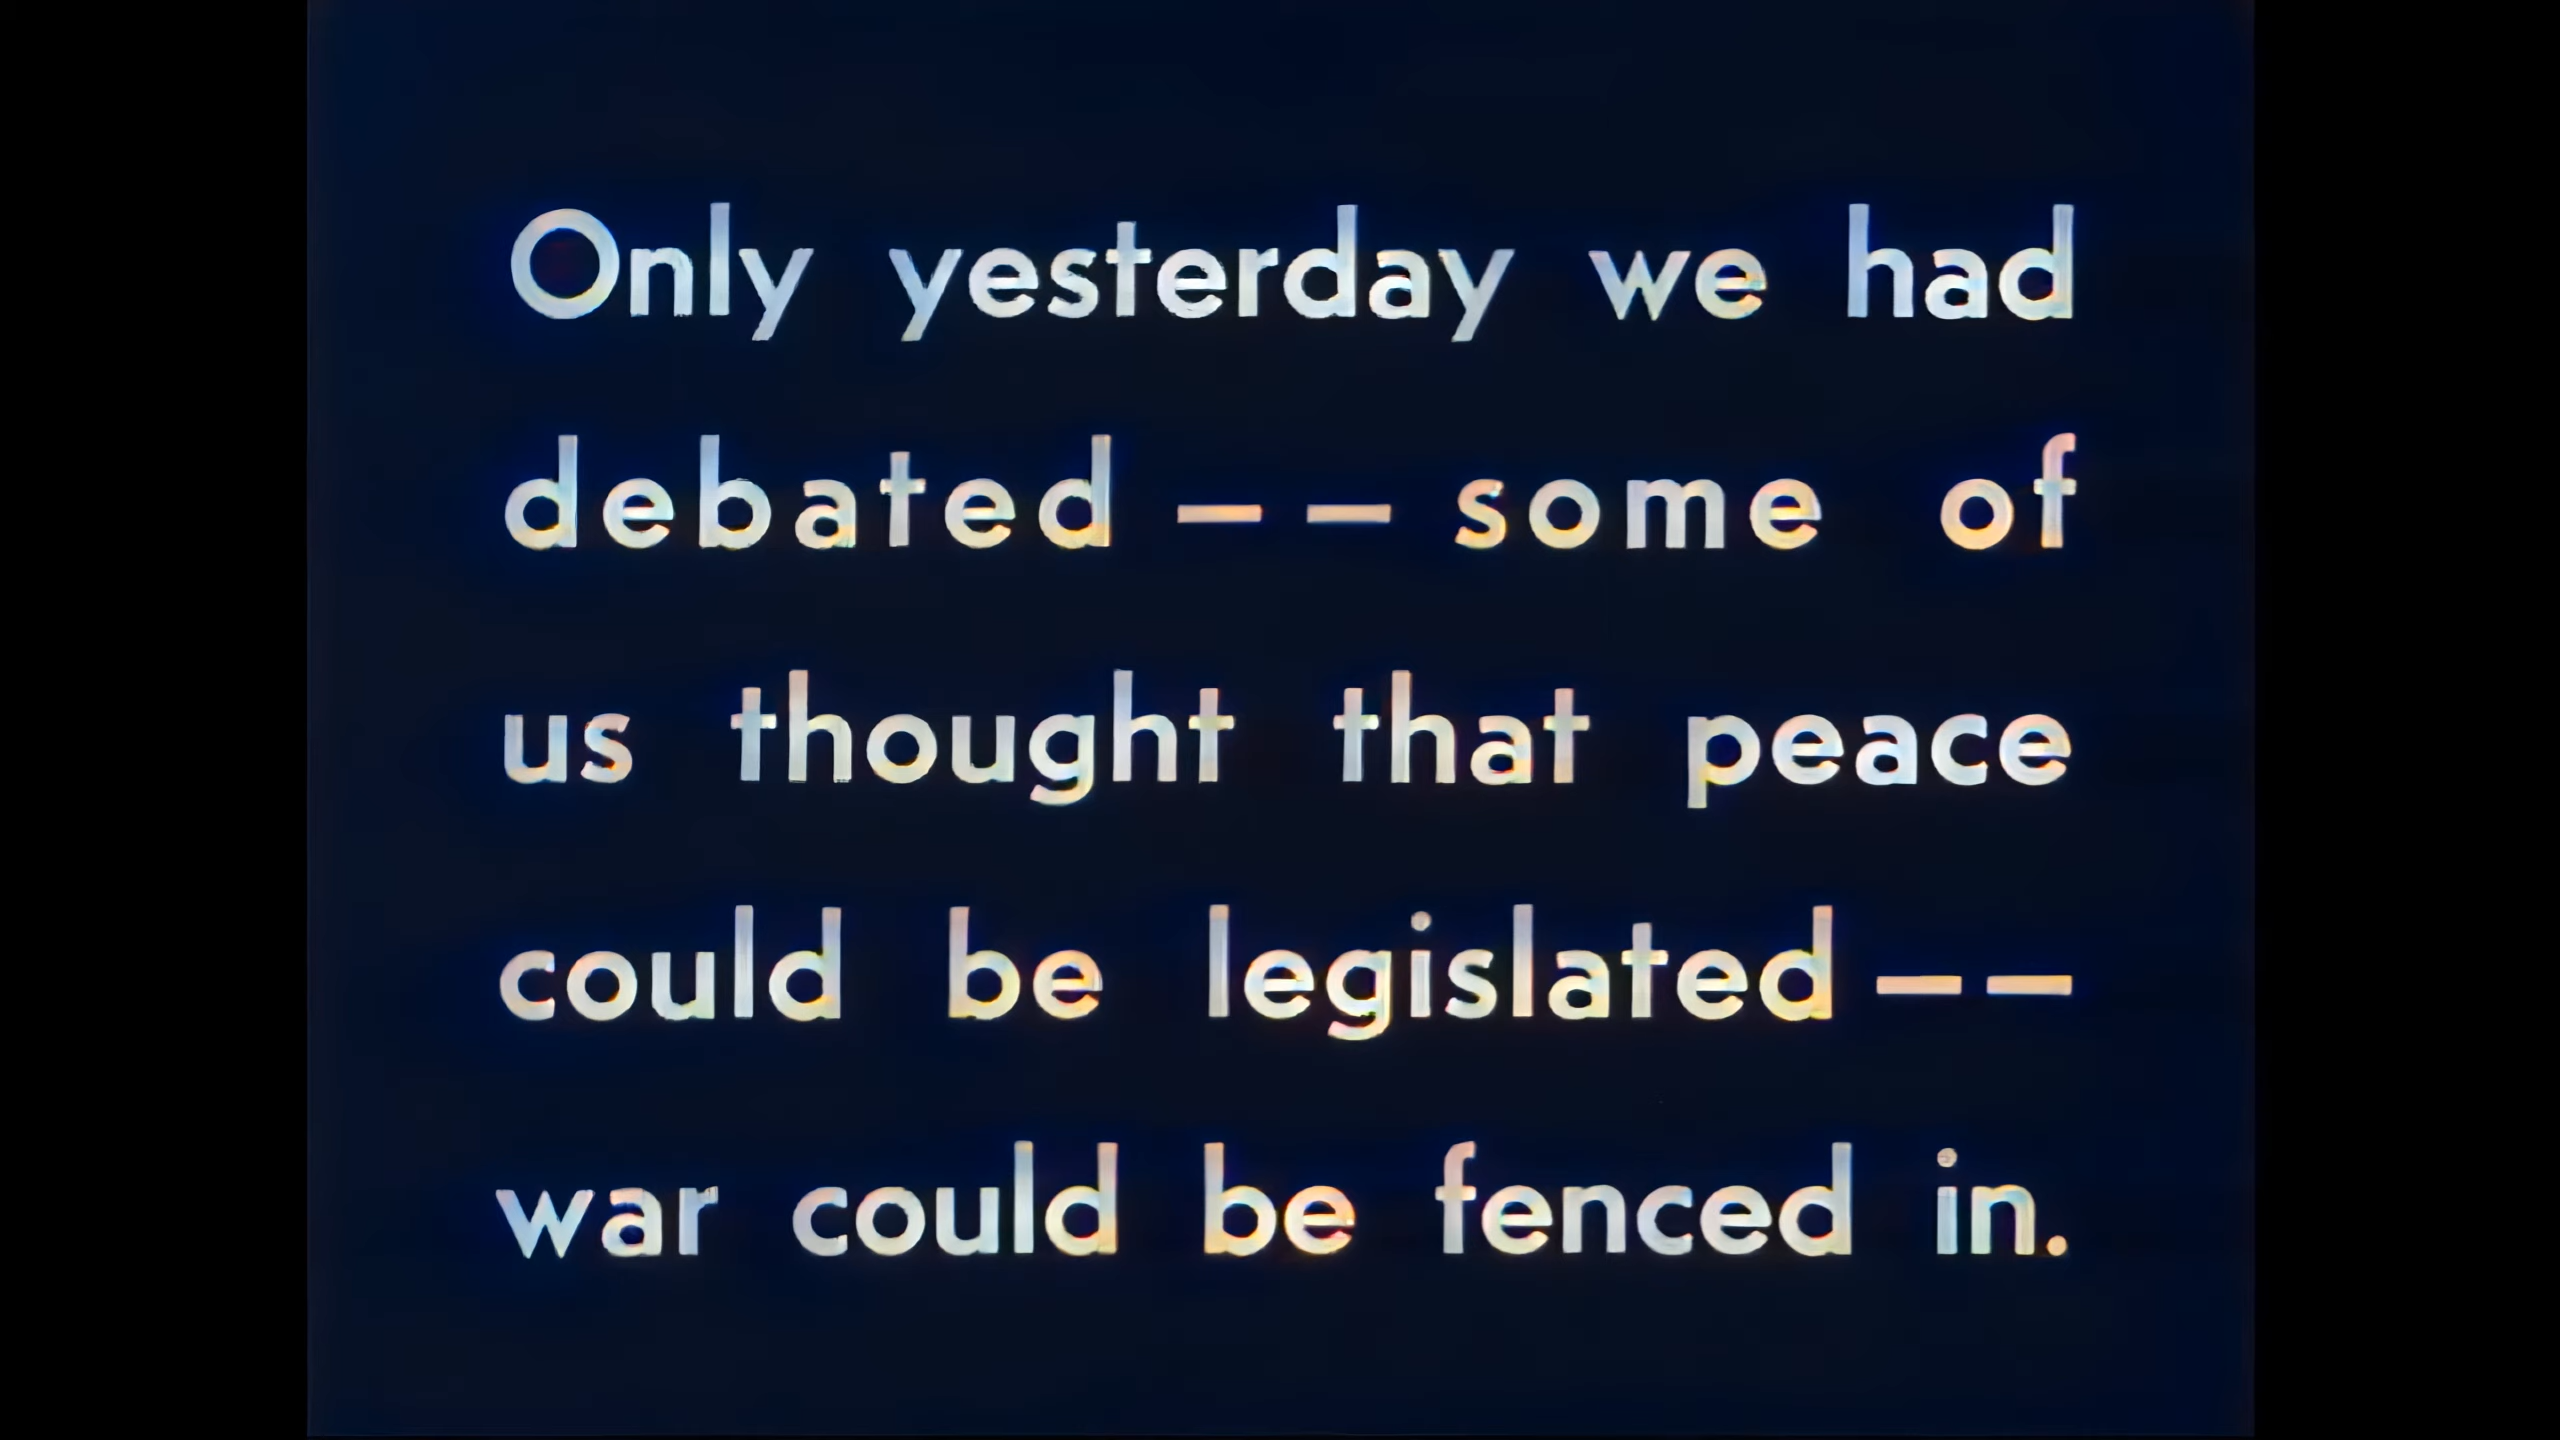 Only yesterday we had
debated -- some of
us thought that peace
could be legislated--
war could be fenced in.